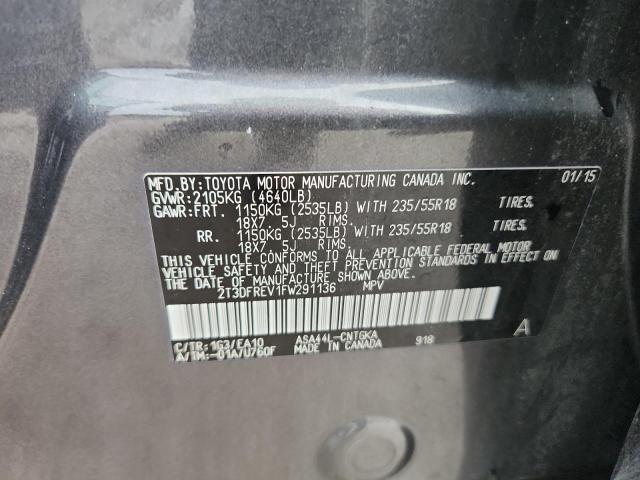 MFD.BY:TOYOTA MOTOR MANUFACTURING CANADA INC. 01/15
GVWR:2105KG (4640LB)
GAWR:FRT. 1150KG (2535LB) WITH 235/55R18 TIRES,
18X7 5J RIMS.
RR. 1150KG (2535LB) WITH 235/55R18 TIRES,
18X7 5J RIMS.
THIS VEHICLE CONFORMS TO ALL APPLICABLE FEDERAL MOTOR
VEHICLE SAFETY AND THEFT PREVENTION STANDARDS IN EFFECT ON
THE DATE OF MANUFACTURE SHOWN ABOVE.
2T3DFREV1FW291136 MPV
A
C/TR:1G3/EA10 ASA44L-CNTGKA 918
A/TM:-01A/U760F MADE IN CANADA